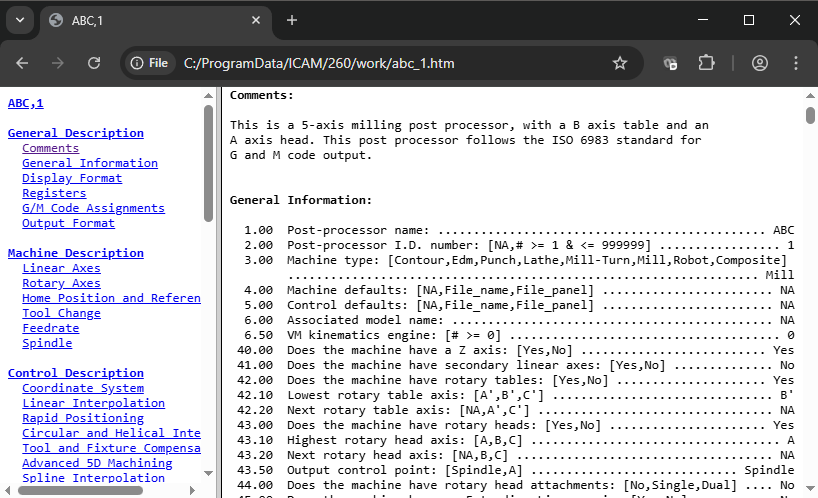 ABC,1
File
C:/ProgramData/ICAM/260/work/abc_1.htm
ABC,1
General Description
Comments
General Information
Display Format
Registers
G/M Code Assignments
Output Format
Machine Description
Linear Axes
Rotary Axes
Home Position and Referen
Tool Change
Feedrate
Spindle
Control Description
Coordinate System
Linear Interpolation
Rapid Positioning
Circular and Helical Inte
Tool and Fixture Compensa
Advanced 5D Machining
Spline Interpolation
Comments:
This is a 5-axis milling post processor, with a B axis table and an
A axis head. This post processor follows the ISO 6983 standard for
G and M code output.
General Information:
1.00 Post-processor name: .............................................. ABC
2.00 Post-processor I.D. number: [NA,# >= 1 & <= 999999] ................. 1
3.00 Machine type: [Contour,Edm,Punch,Lathe,Mill-Turn,Mill,Robot,Composite]
.................................................................. Mill
4.00 Machine defaults: [NA,File_name,File_panel] ........................ NA
5.00 Control defaults: [NA,File_name,File_panel] ........................ NA
6.00 Associated model name: ............................................. NA
6.50 VM kinematics engine: [# >= 0] ...................................... 0
40.00 Does the machine have a Z axis: [Yes,No] .......................... Yes
41.00 Does the machine have secondary linear axes: [Yes,No] .............. No
42.00 Does the machine have rotary tables: [Yes,No] ..................... Yes
42.10 Lowest rotary table axis: [A',B',C'] ............................... B'
42.20 Next rotary table axis: [NA,A',C'] ................................. NA
43.00 Does the machine have rotary heads: [Yes,No] ...................... Yes
43.10 Highest rotary head axis: [A,B,C] ................................... A
43.20 Next rotary head axis: [NA,B,C] .................................... NA
43.50 Output control point: [Spindle,A] ............................. Spindle
44.00 Does the machine have rotary head attachments: [No,Single,Dual] .... No